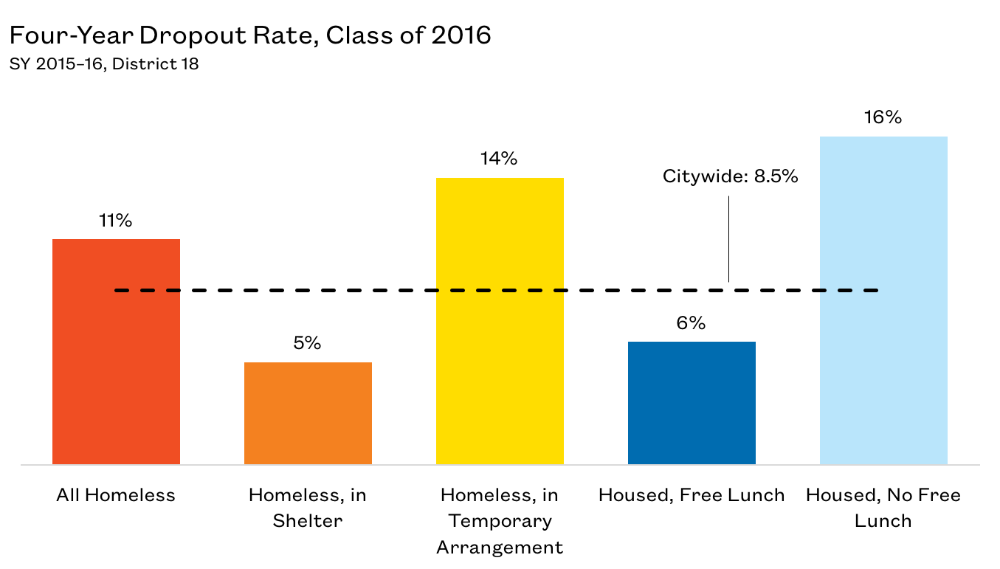 Four-Year Dropout Rate, Class of 2016
SY 2015–16, District 18
16%
14%
Citywide: 8.5%
11%
6%
5%
All Homeless
Homeless, in
Shelter
Homeless, in
Temporary
Arrangement
Housed, Free Lunch
Housed, No Free
Lunch